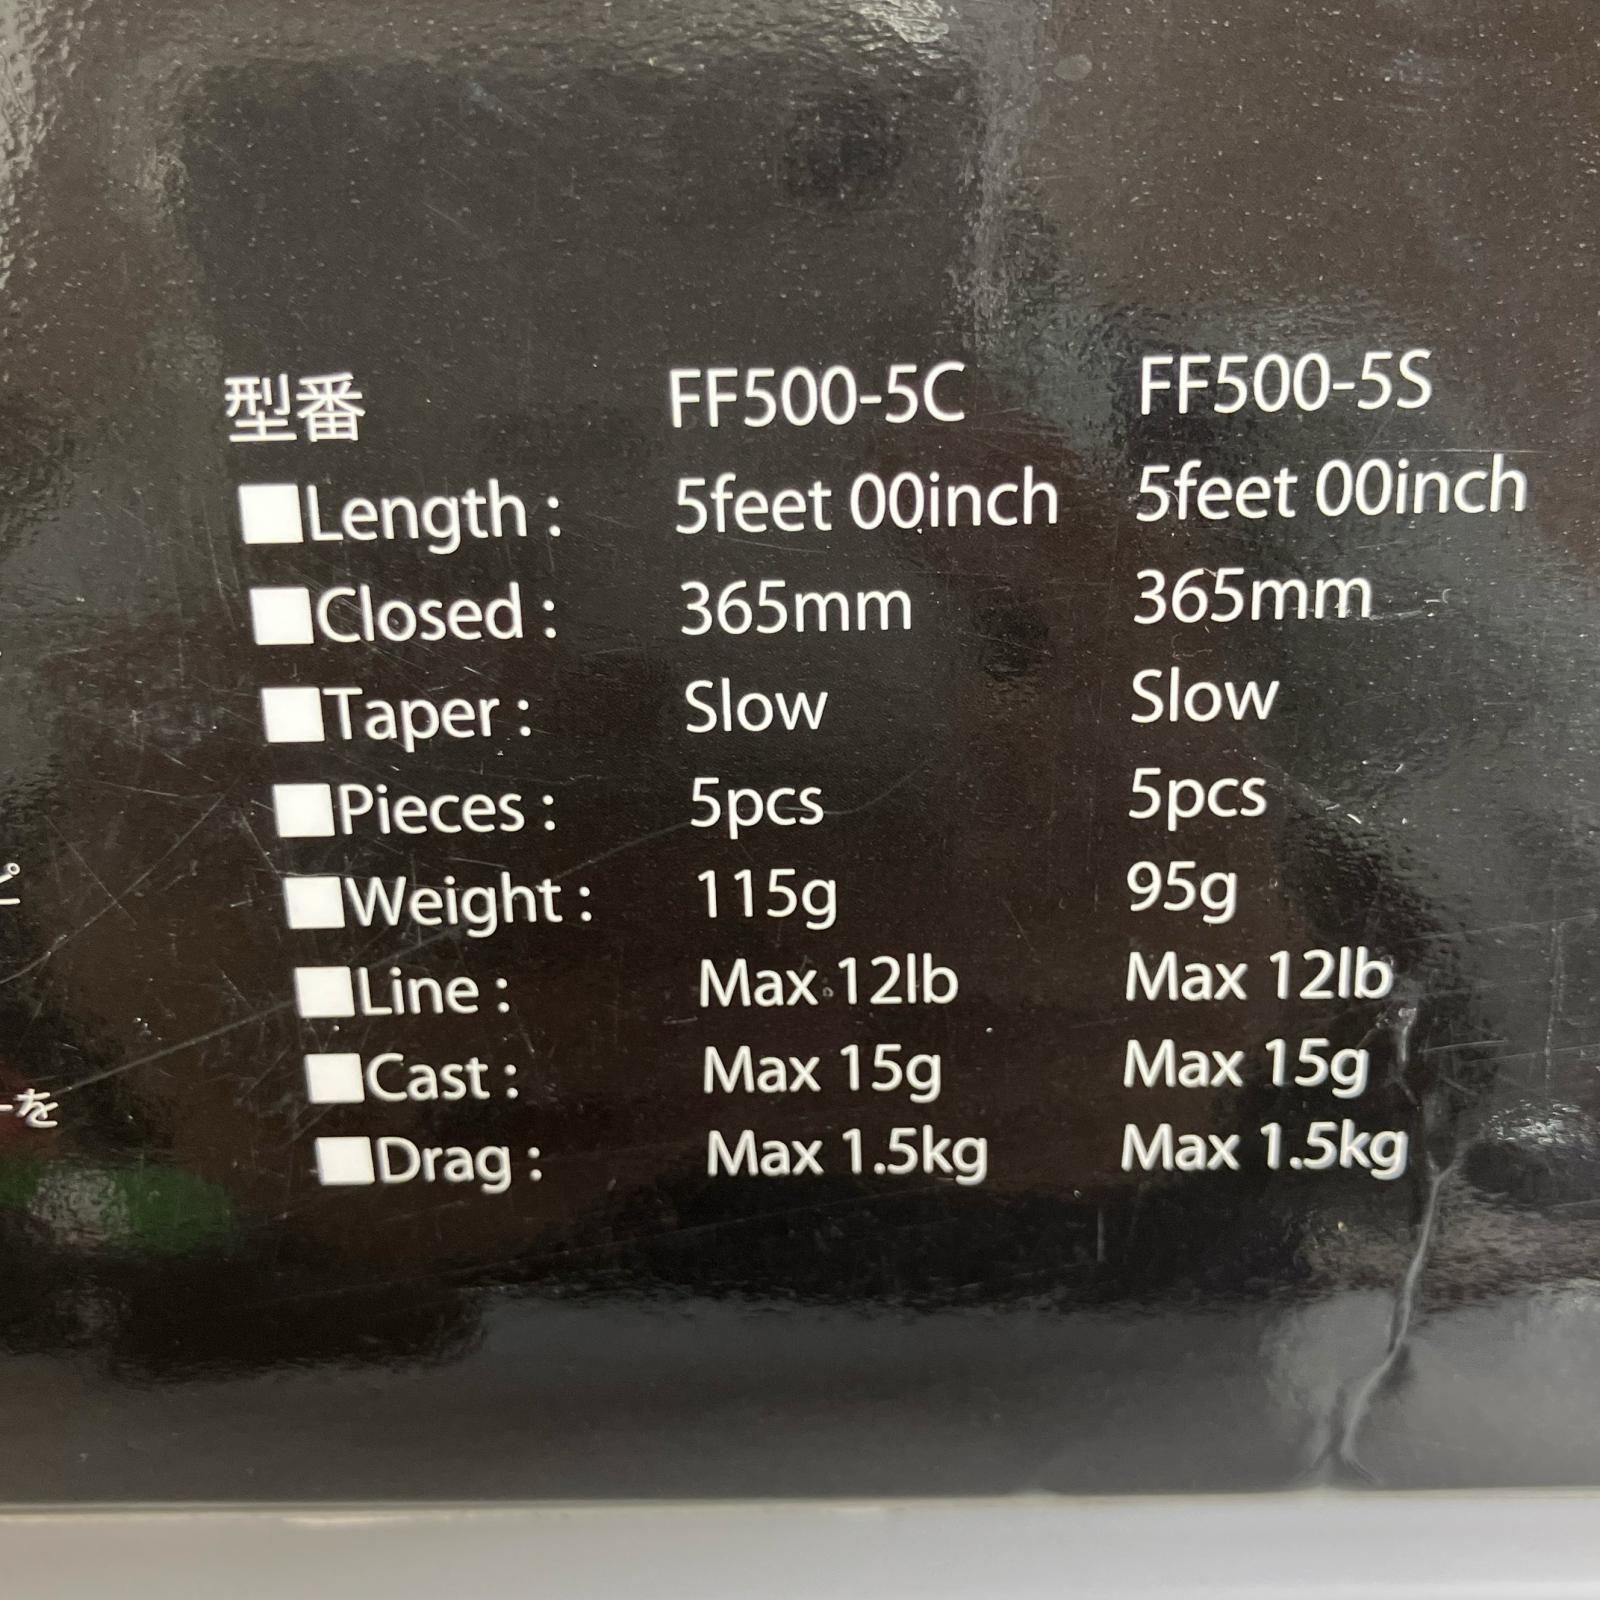 型番 FF500-5C FF500-5S
■Length : 5feet 00inch 5feet 00inch
■Closed : 365mm 365mm
■Taper : Slow Slow
■Pieces : 5pcs 5pcs
■Weight : 115g 95g
■Line : Max 12lb Max 12lb
■Cast : Max 15g Max 15g
■Drag : Max 1.5kg Max 1.5kg
ーを